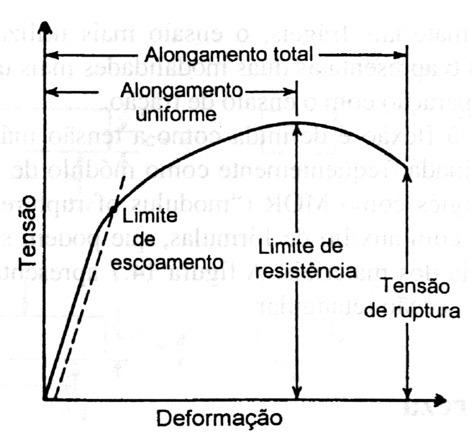 Alongamento total
Alongamento
uniforme
Tensão
Limite
de
escoamento
Limite de
resistência
Tensão
de ruptura
Deformação